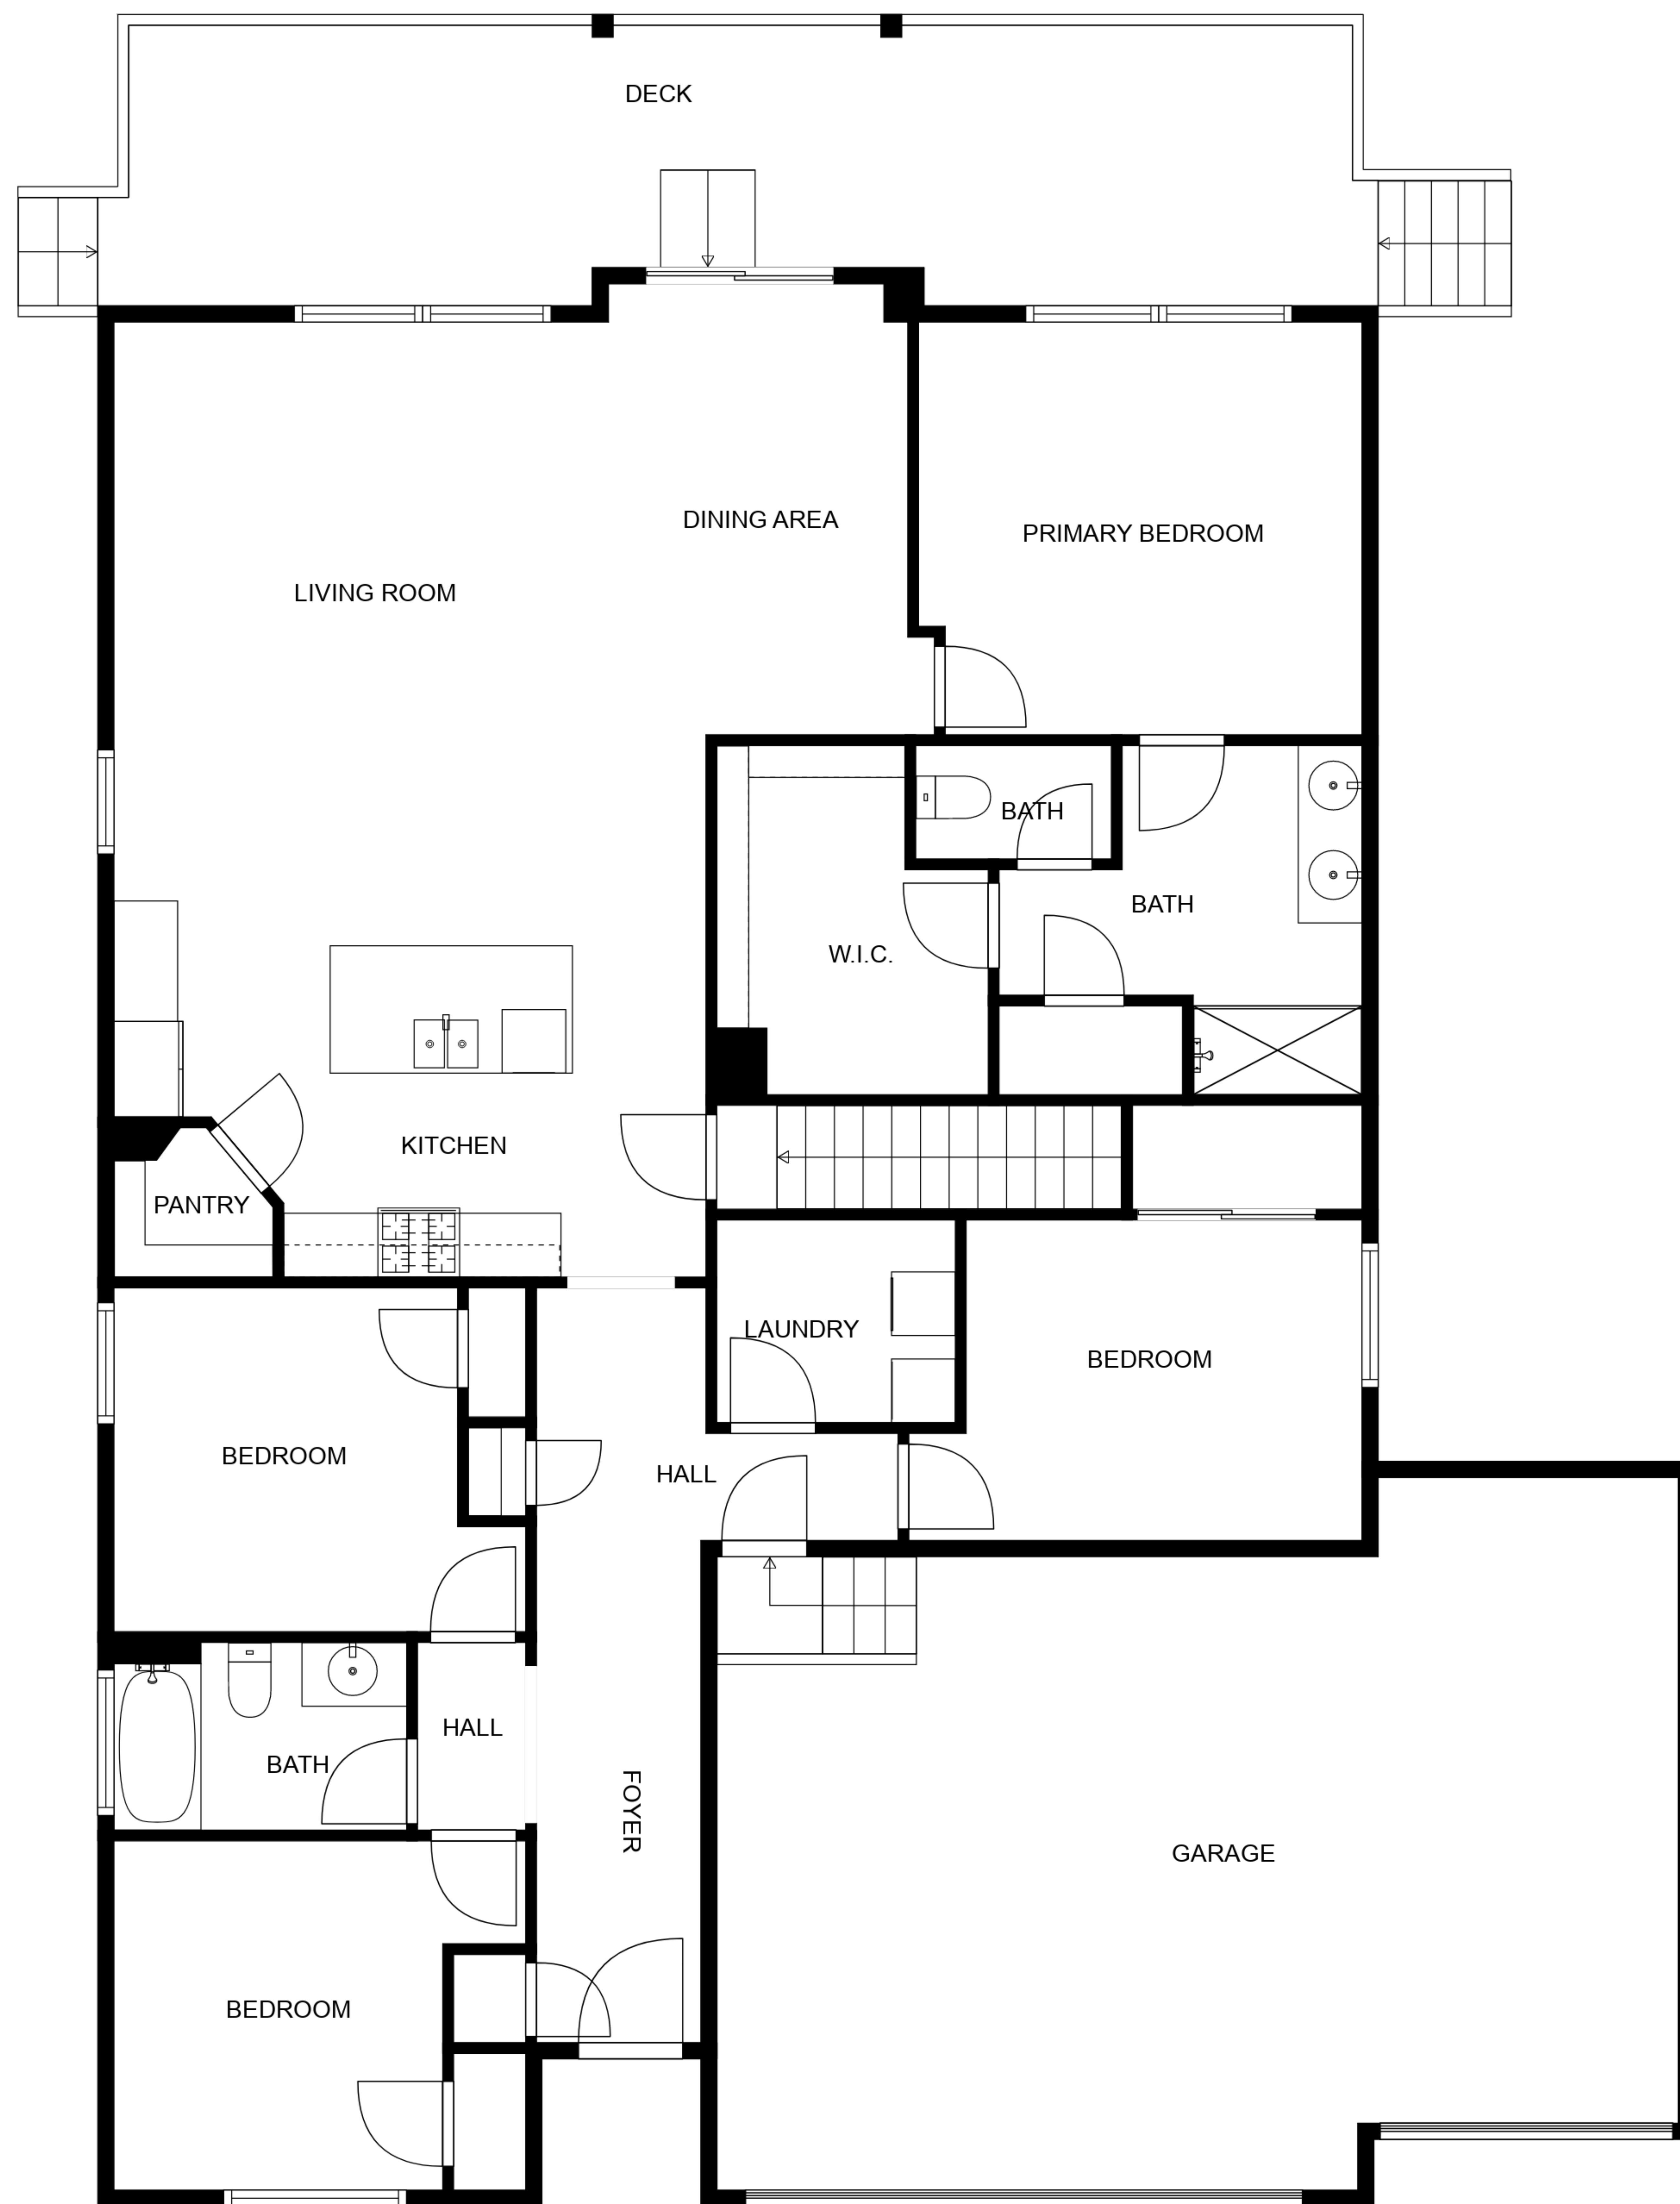 DECK
DINING AREA
PRIMARY BEDROOM
LIVING ROOM
BATH
BATH
W.I.C.
KITCHEN
PANTRY
LAUNDRY
BEDROOM
BEDROOM
HALL
HALL
BATH
FOYER
GARAGE
BEDROOM